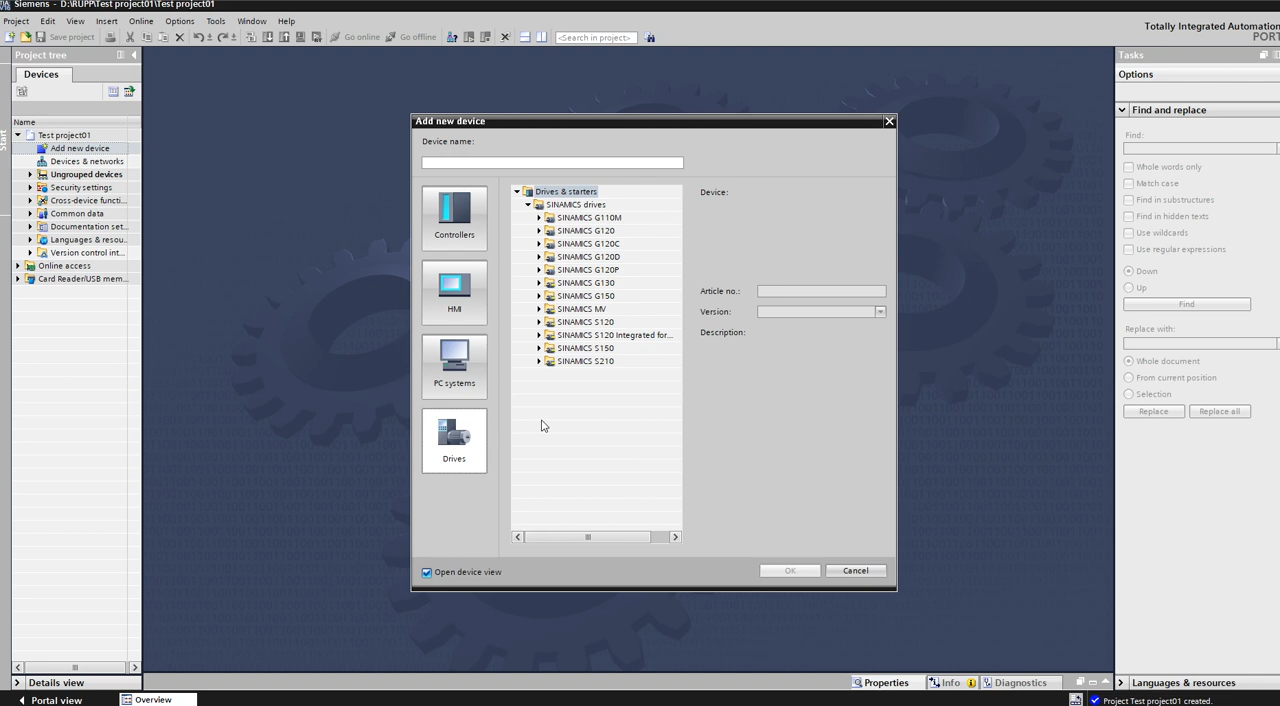 Siemens - D:\RUPP\Test project01\Test project01
Project Edit View Insert Online Options Tools Window Help
Totally Integrated Automation
PORT
Save project
Go online
Go offline
<Search in project>
Project tree
Devices
Name
Start
Test project01
Add new device
Devices & networks
Ungrouped devices
Security settings
Cross-device functi...
Common data
Documentation set...
Languages & resou...
Version control int...
Online access
Card Reader/USB mem...
Details view
Portal view
Overview
Add new device
Device name:
Controllers
HMI
PC systems
Drives
Drives & starters
SINAMICS drives
SINAMICS G110M
SINAMICS G120
SINAMICS G120C
SINAMICS G120D
SINAMICS G120P
SINAMICS G130
SINAMICS G150
SINAMICS MV
SINAMICS S120
SINAMICS S120 Integrated for...
SINAMICS S150
SINAMICS S210
Device:
Article no.:
Version:
Description:
Open device view
OK
Cancel
Properties
Info
Diagnostics
Tasks
Options
Find and replace
Find:
Whole words only
Match case
Find in substructures
Find in hidden texts
Use wildcards
Use regular expressions
Down
Up
Find
Replace with:
Whole document
From current position
Selection
Replace
Replace all
Languages & resources
Project Test project01 created.